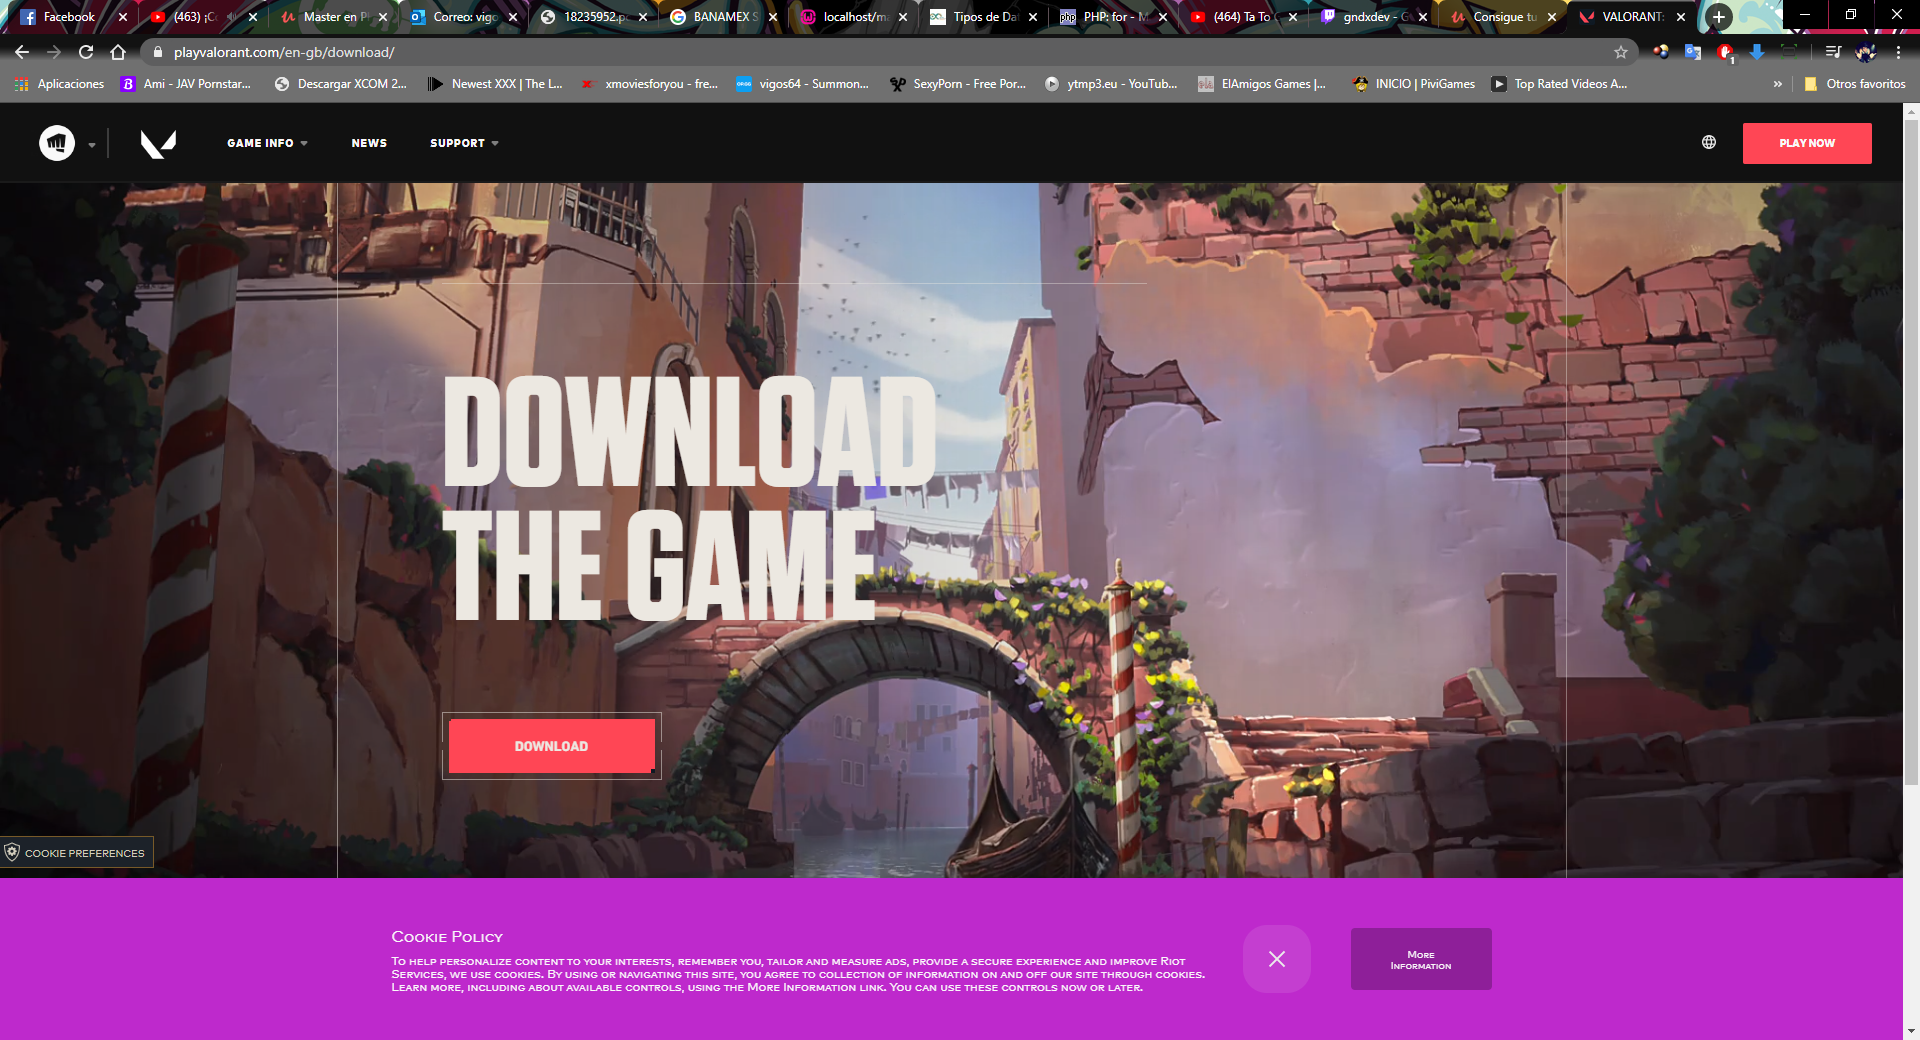 Facebook
(463) ¡Co
Master en P
Correo: vigo
18235952.p
BANAMEX S
localhost/ma
Tipos de Dat
PHP: for - M
(464) Ta To C
gndxdev - G
Consigue tu
VALORANT:
playvalorant.com/en-gb/download/
1
Aplicaciones
Ami - JAV Pornstar...
Descargar XCOM 2...
Newest XXX | The L...
xmoviesforyou - fre...
vigos64 - Summon...
SexyPorn - Free Por...
ytmp3.eu - YouTub...
ElAmigos Games |...
INICIO | PiviGames
Top Rated Videos A...
»
Otros favoritos
GAME INFO
NEWS
SUPPORT
PLAY NOW
DOWNLOAD
THE GAME
DOWNLOAD
COOKIE PREFERENCES
Cookie Policy
To help personalize content to your interests, remember you, tailor and measure ads, provide a secure experience and improve Riot
Services, we use cookies. By using or navigating this site, you agree to collection of information on and off our site through cookies.
Learn more, including about available controls, using the More Information link. You can use these controls now or later.
More
Information